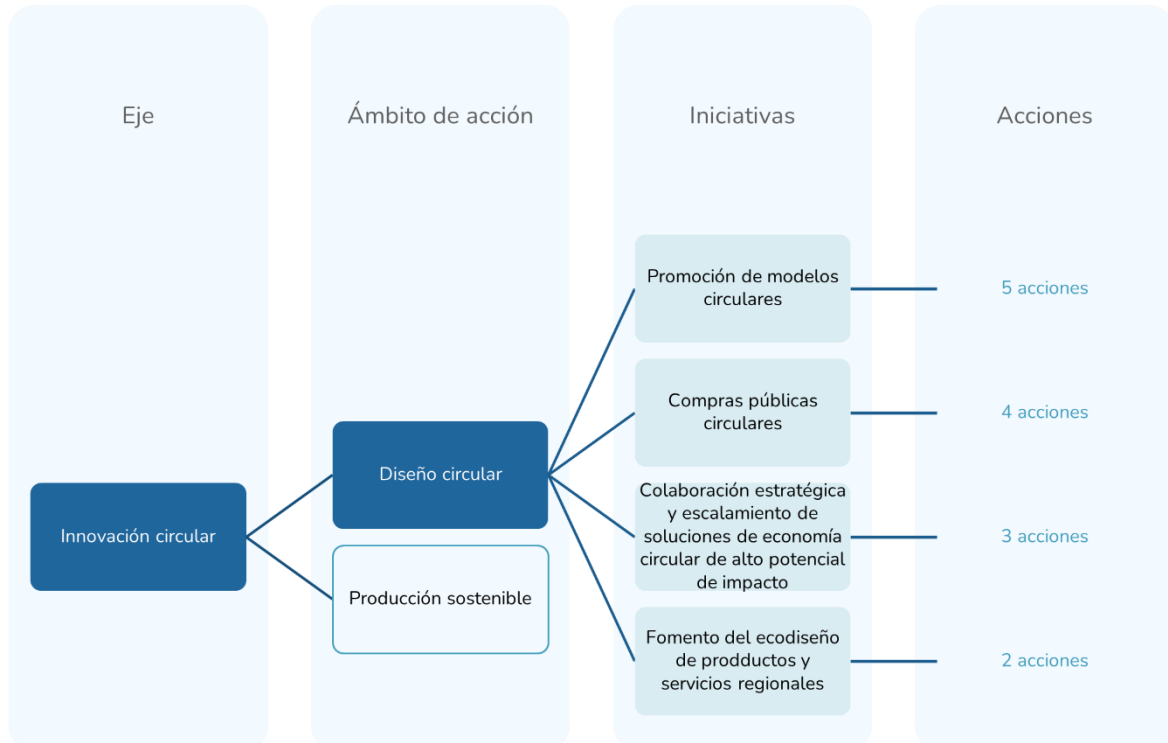 Eje
Ámbito de acción
Iniciativas
Acciones
Innovación circular
Diseño circular
Producción sostenible
Promoción de modelos
circulares
5 acciones
Compras públicas
circulares
4 acciones
Colaboración estratégica
y escalamiento de
soluciones de economía
circular de alto potencial
de impacto
3 acciones
Fomento del ecodiseño
de prodductos y
servicios regionales
2 acciones